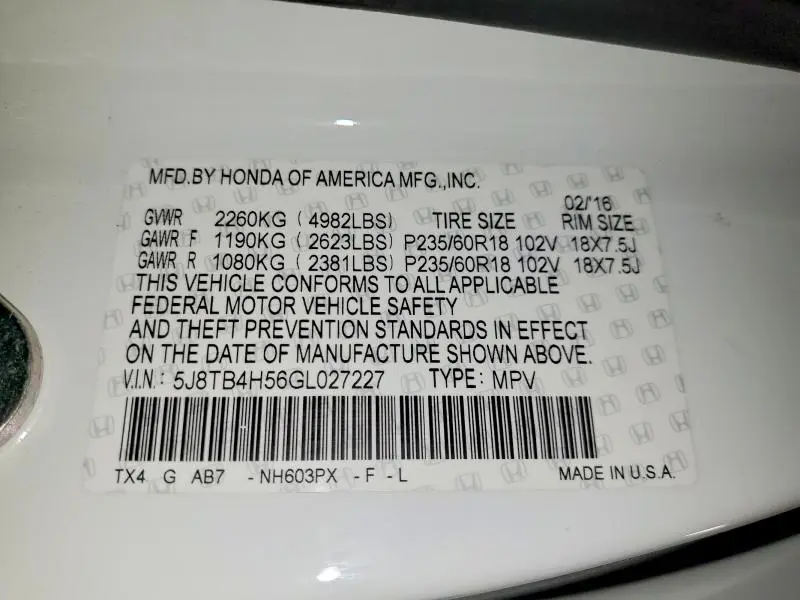 MFD.BY HONDA OF AMERICA MFG.,INC.
02/'16
GVWR 2260KG ( 4982LBS) TIRE SIZE RIM SIZE
GAWR F 1190KG ( 2623LBS) P235/60R18 102V 18X7.5J
GAWR R 1080KG ( 2381LBS) P235/60R18 102V 18X7.5J
THIS VEHICLE CONFORMS TO ALL APPLICABLE
FEDERAL MOTOR VEHICLE SAFETY
AND THEFT PREVENTION STANDARDS IN EFFECT
ON THE DATE OF MANUFACTURE SHOWN ABOVE.
V.I.N.: 5J8TB4H56GL027227 TYPE: MPV
TX4 G AB7 -NH603PX -F -L MADE IN U.S.A.